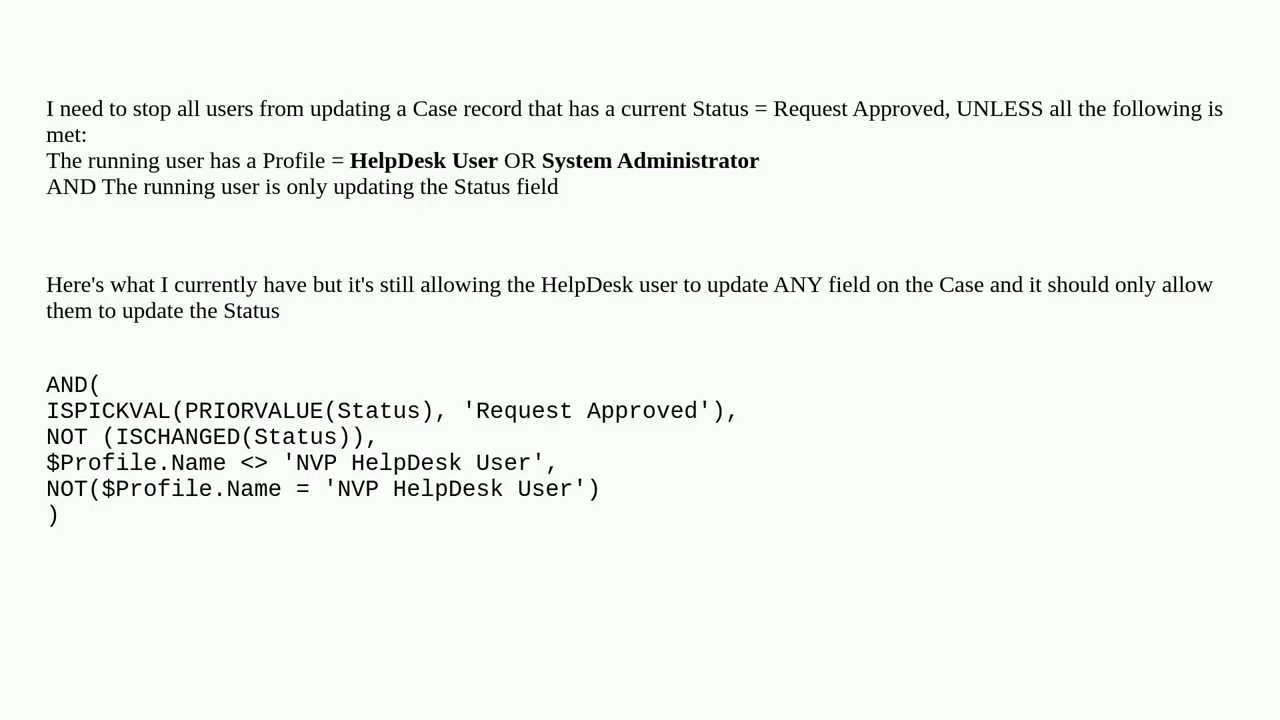 I need to stop all users from updating a Case record that has a current Status = Request Approved, UNLESS all the following is
met:
The running user has a Profile = HelpDesk User OR System Administrator
AND The running user is only updating the Status field
Here's what I currently have but it's still allowing the HelpDesk user to update ANY field on the Case and it should only allow
them to update the Status
AND(
ISPICKVAL(PRIORVALUE(Status), 'Request Approved'),
NOT (ISCHANGED(Status)),
$Profile.Name <> 'NVP HelpDesk User',
NOT($Profile.Name = 'NVP HelpDesk User')
)